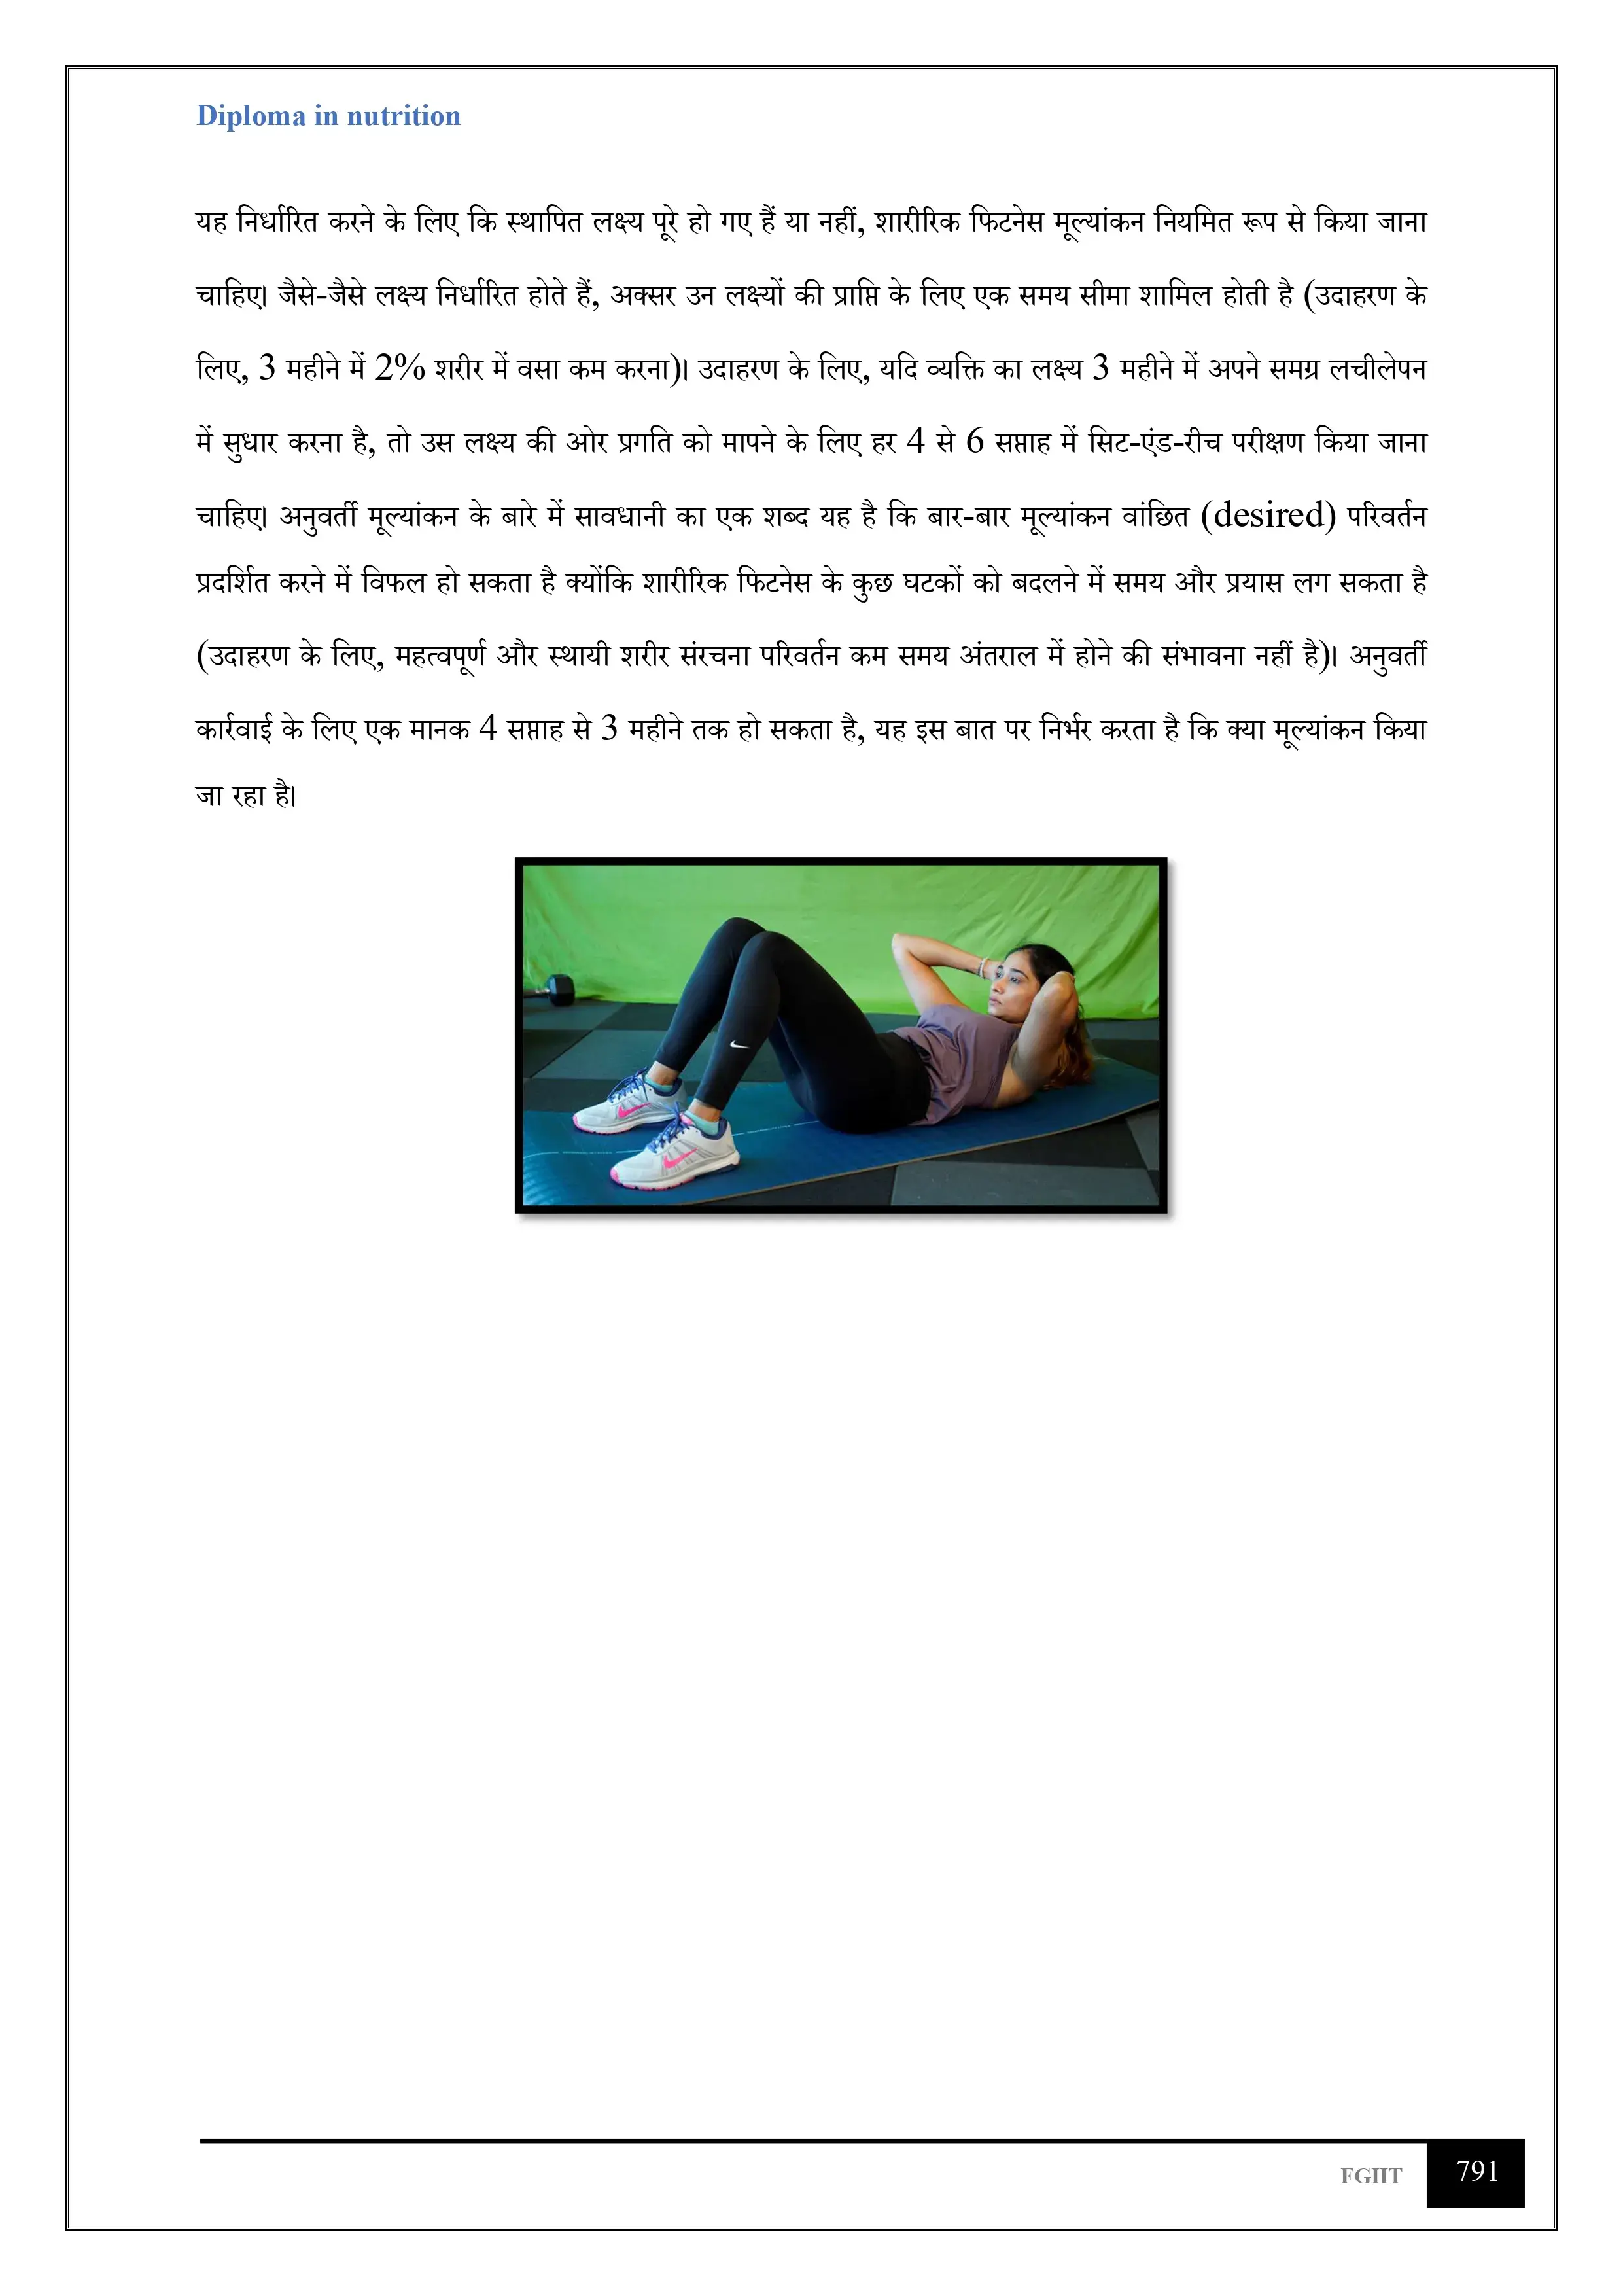 Diploma in nutrition
यह निर्धारित करने के लिए कि स्थापित लक्ष्य पूरे हो गए हैं या नहीं, शारीरिक फिटनेस मूल्यांकन नियमित रूप से किया जाना
चाहिए। जैसे-जैसे लक्ष्य निर्धारित होते हैं, अक्सर उन लक्ष्यों की प्राप्ति के लिए एक समय सीमा शामिल होती है (उदाहरण के
लिए, 3 महीने में 2% शरीर में वसा कम करना)। उदाहरण के लिए, यदि व्यक्ति का लक्ष्य 3 महीने में अपने समग्र लचीलेपन
में सुधार करना है, तो उस लक्ष्य की ओर प्रगति को मापने के लिए हर 4 से 6 सप्ताह में सिट-एंड-रीच परीक्षण किया जाना
चाहिए। अनुवर्ती मूल्यांकन के बारे में सावधानी का एक शब्द यह है कि बार-बार मूल्यांकन वांछित (desired) परिवर्तन
प्रदर्शित करने में विफल हो सकता है क्योंकि शारीरिक फिटनेस के कुछ घटकों को बदलने में समय और प्रयास लग सकता है
(उदाहरण के लिए, महत्वपूर्ण और स्थायी शरीर संरचना परिवर्तन कम समय अंतराल में होने की संभावना नहीं है)। अनुवर्ती
कार्रवाई के लिए एक मानक 4 सप्ताह से 3 महीने तक हो सकता है, यह इस बात पर निर्भर करता है कि क्या मूल्यांकन किया
जा रहा है।
FGIIT 791